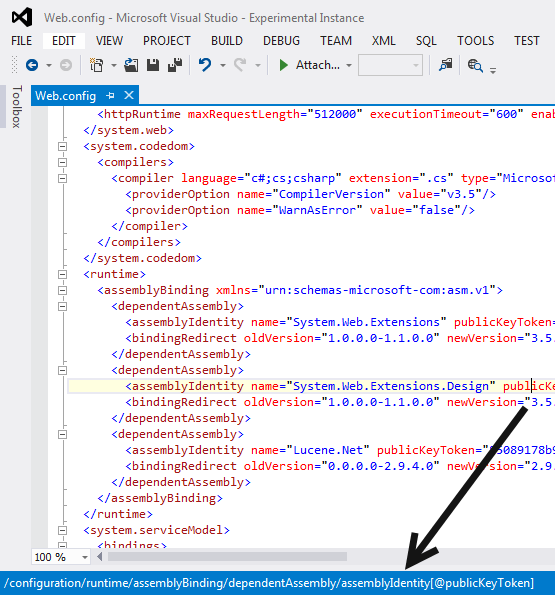 Web.config - Microsoft Visual Studio - Experimental Instance
FILE EDIT VIEW PROJECT BUILD DEBUG TEAM XML SQL TOOLS TEST
Attach...
Toolbox
Web.config
<httpRuntime maxRequestLength="512000" executionTimeout="600" enab
</system.web>
<system.codedom>
<compilers>
<compiler language="c#;cs;csharp" extension=".cs" type="Microsof
<providerOption name="CompilerVersion" value="v3.5"/>
<providerOption name="WarnAsError" value="false"/>
</compiler>
</compilers>
</system.codedom>
<runtime>
<assemblyBinding xmlns="urn:schemas-microsoft-com:asm.v1">
<dependentAssembly>
<assemblyIdentity name="System.Web.Extensions" publicKeyToken=
<bindingRedirect oldVersion="1.0.0.0-1.1.0.0" newVersion="3.5.
</dependentAssembly>
<dependentAssembly>
<assemblyIdentity name="System.Web.Extensions.Design" publicKe
<bindingRedirect oldVersion="1.0.0.0-1.1.0.0" newVersion="3.5.
</dependentAssembly>
<dependentAssembly>
<assemblyIdentity name="Lucene.Net" publicKeyToken="85089178b9
<bindingRedirect oldVersion="0.0.0.0-2.9.4.0" newVersion="2.9.
</dependentAssembly>
</assemblyBinding>
</runtime>
<system.serviceModel>
<bindings>
100 %
/configuration/runtime/assemblyBinding/dependentAssembly/assemblyIdentity[@publicKeyToken]